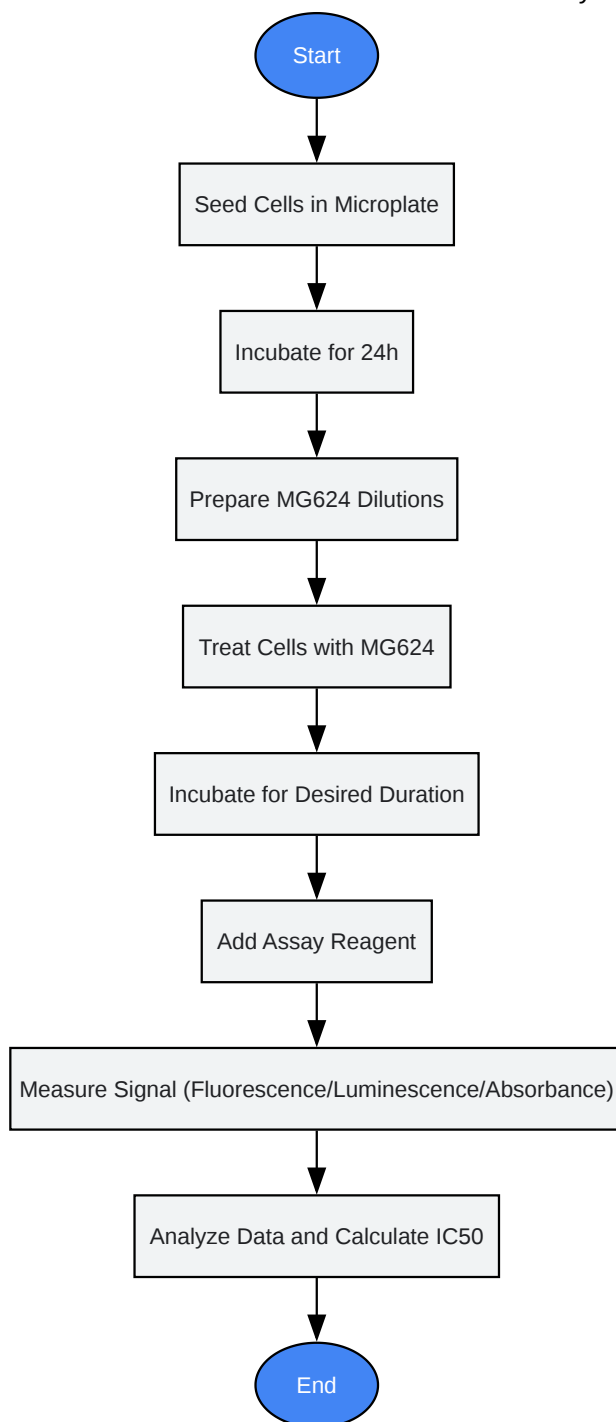 Start
Seed Cells in Microplate
Incubate for 24h
Prepare MG624 Dilutions
Treat Cells with MG624
Incubate for Desired Duration
Add Assay Reagent
Measure Signal (Fluorescence/Luminescence/Absorbance)
Analyze Data and Calculate IC50
End